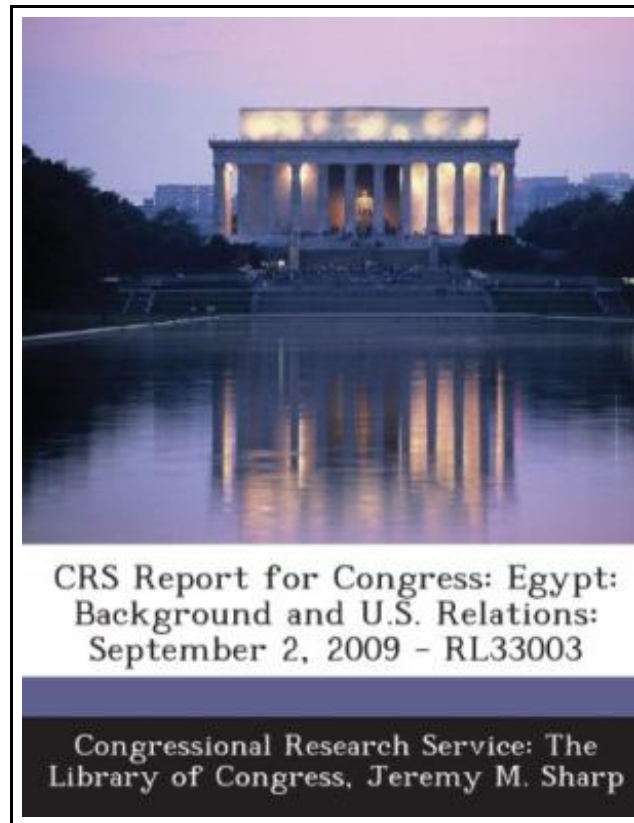 CRS Report for Congress: Egypt:
Background and U.S. Relations:
September 2, 2009 - RL33003
Congressional Research Service: The
Library of Congress, Jeremy M. Sharp